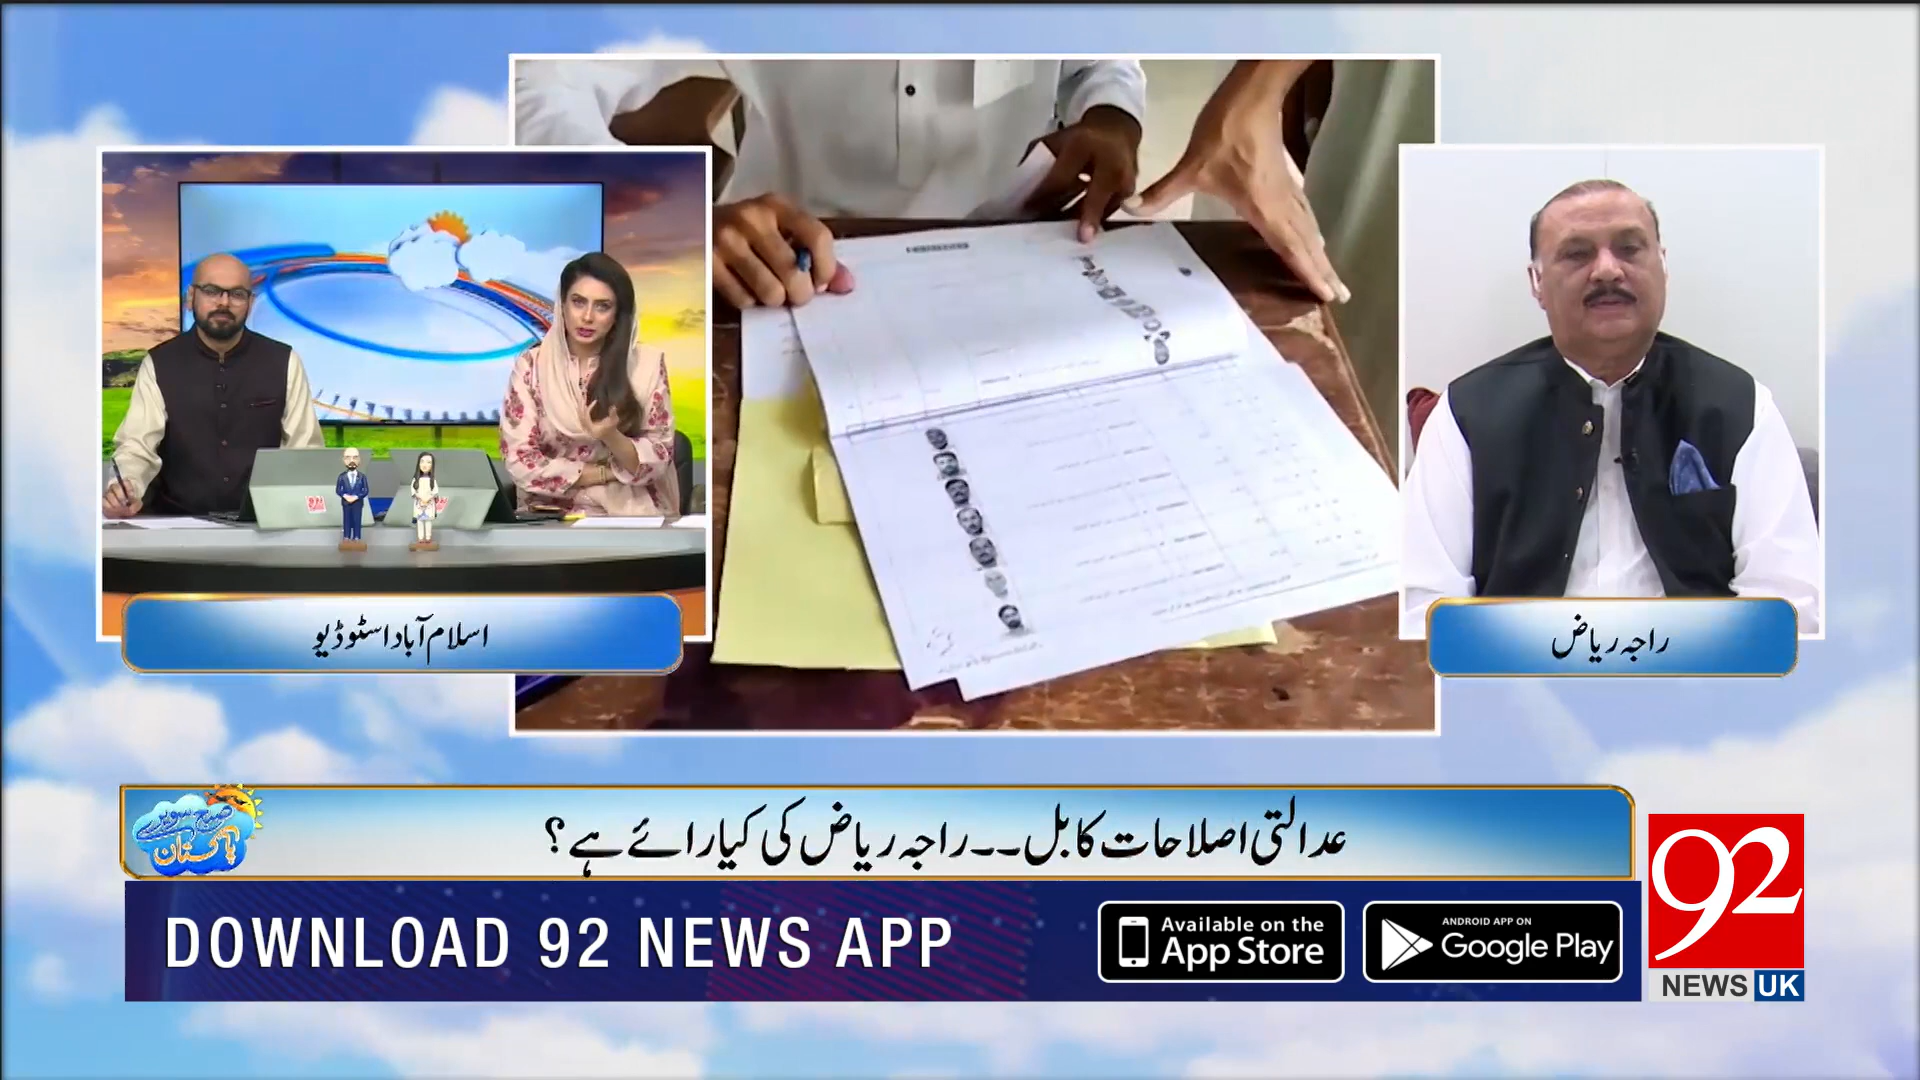 اسلام آباد اسٹوڈیو
راجہ ریاض
صبح سویرے
پاکستان
عدالتی اصلاحات کا بل۔۔۔راجہ ریاض کی کیا رائے ہے؟
DOWNLOAD 92 NEWS APP
Available on the
App Store
ANDROID APP ON
Google Play
92
NEWS UK